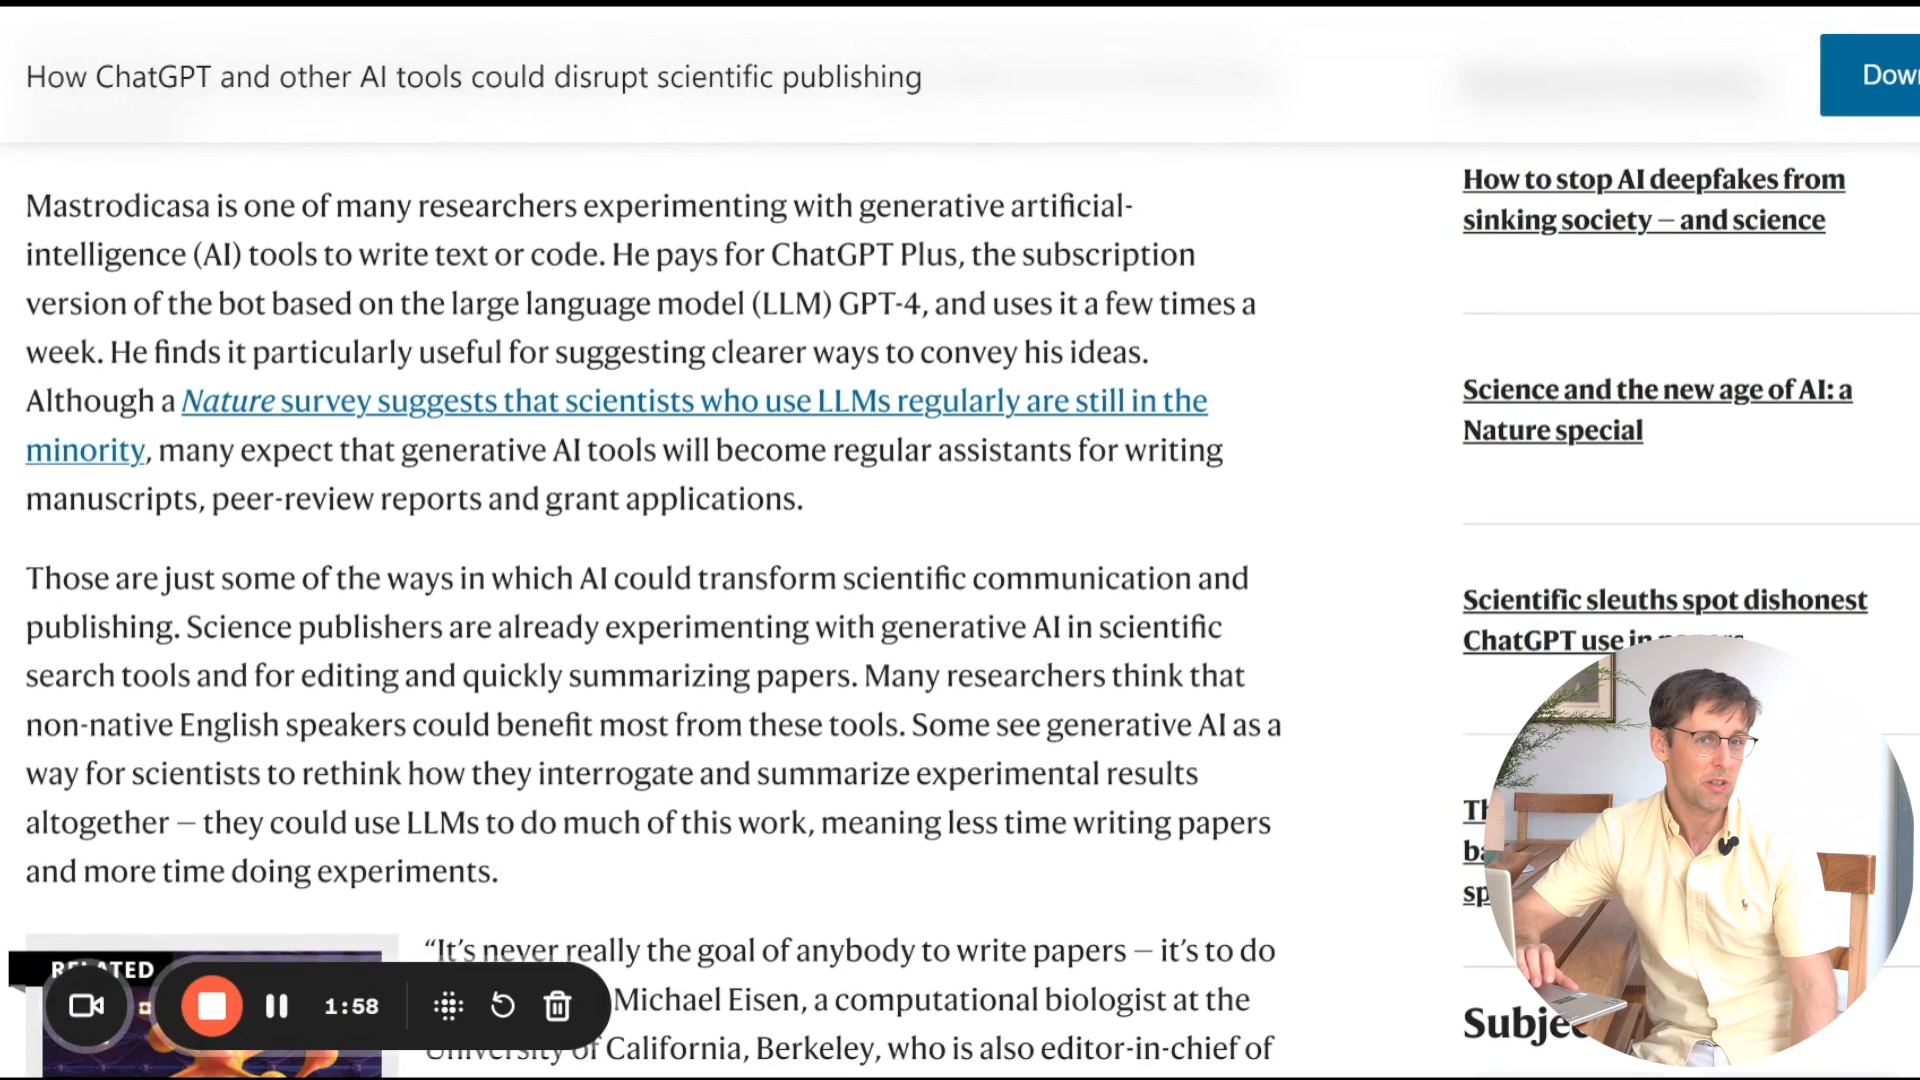 How ChatGPT and other AI tools could disrupt scientific publishing
Mastrodicasa is one of many researchers experimenting with generative artificial-
intelligence (AI) tools to write text or code. He pays for ChatGPT Plus, the subscription
version of the bot based on the large language model (LLM) GPT-4, and uses it a few times a
week. He finds it particularly useful for suggesting clearer ways to convey his ideas.
Although a Nature survey suggests that scientists who use LLMs regularly are still in the
minority, many expect that generative AI tools will become regular assistants for writing
manuscripts, peer-review reports and grant applications.
Those are just some of the ways in which AI could transform scientific communication and
publishing. Science publishers are already experimenting with generative AI in scientific
search tools and for editing and quickly summarizing papers. Many researchers think that
non-native English speakers could benefit most from these tools. Some see generative AI as a
way for scientists to rethink how they interrogate and summarize experimental results
altogether — they could use LLMs to do much of this work, meaning less time writing papers
and more time doing experiments.
“It’s never really the goal of anybody to write papers — it’s to do
Michael Eisen, a computational biologist at the
University of California, Berkeley, who is also editor-in-chief of
RELATED
1:58
How to stop AI deepfakes from
sinking society — and science
Science and the new age of AI: a
Nature special
Scientific sleuths spot dishonest
ChatGPT use in